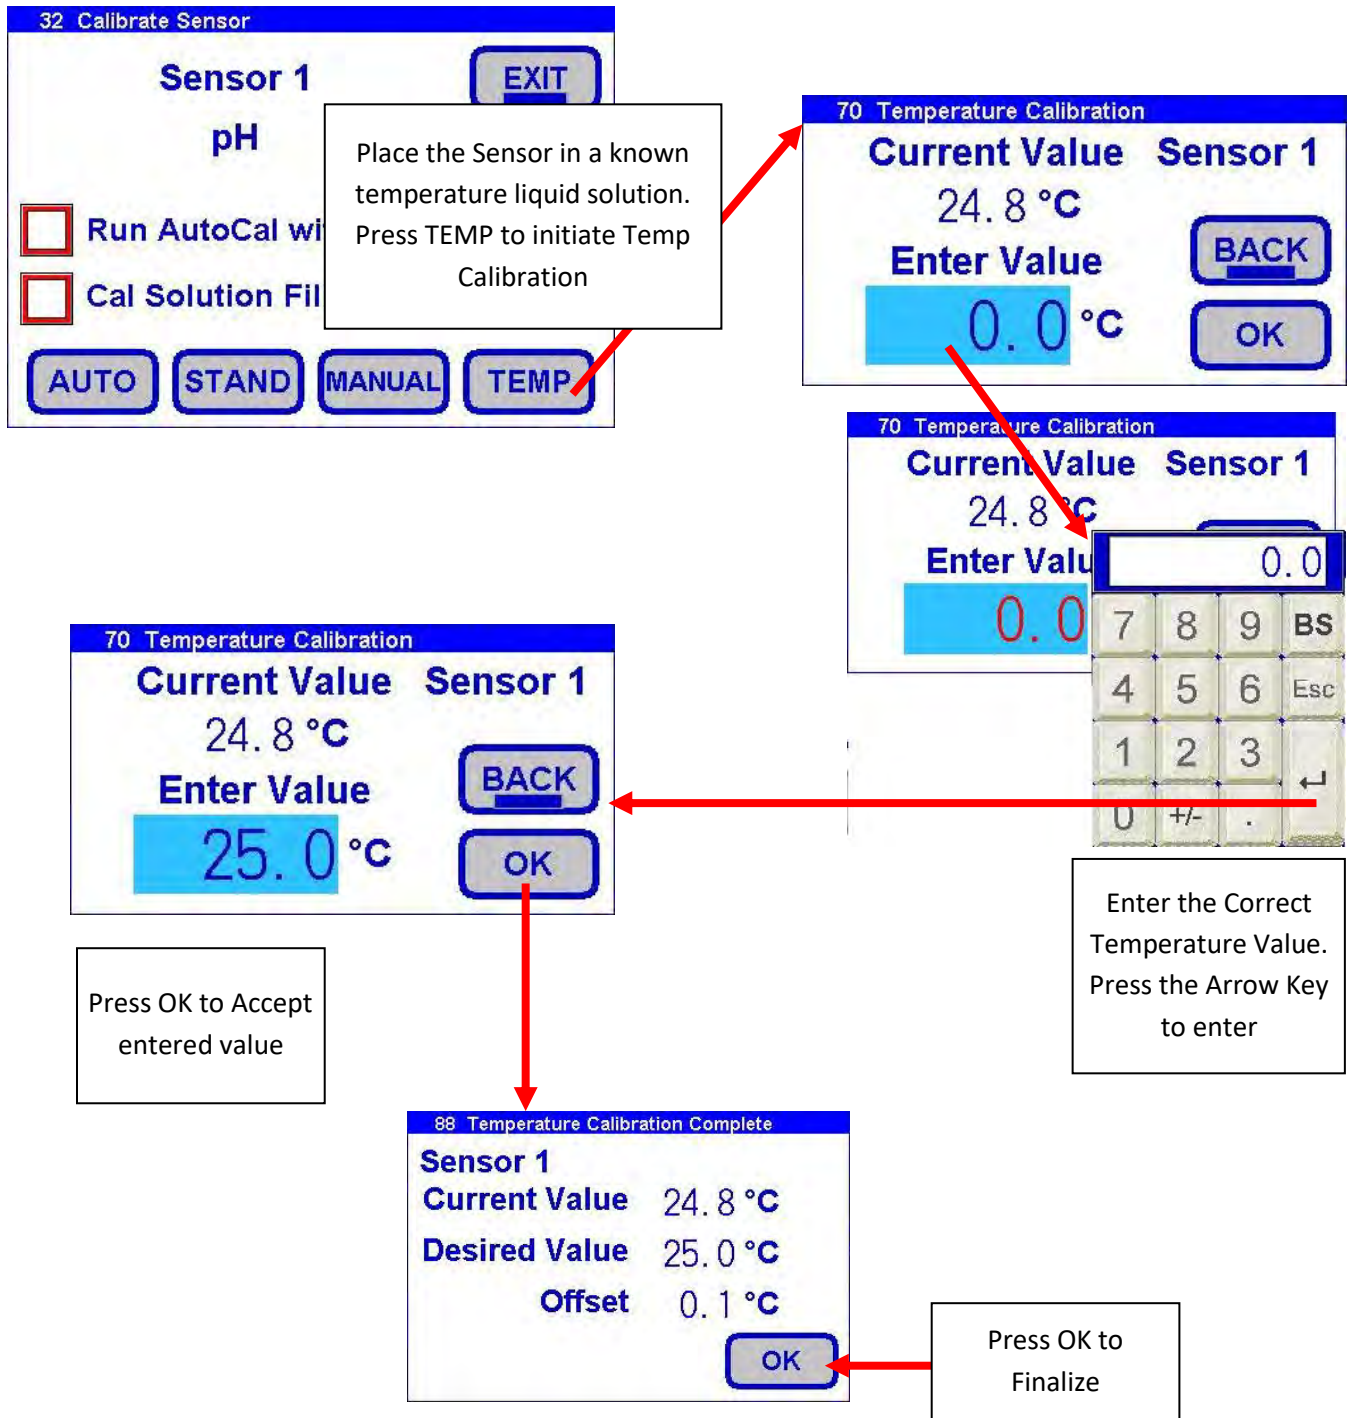 32 Calibrate Sensor
Sensor 1
EXIT
pH
Run AutoCal
Cal Solution
AUTO STAND MANUAL TEMP
Place the Sensor in a known
temperature liquid solution.
Press TEMP to initiate Temp
Calibration
70 Temperature Calibration
Current Value Sensor 1
24.8 °C
Enter Value
BACK
0.0 °C
OK
70 Temperature Calibration
Current Value Sensor 1
24.8 °C
Enter
0.0
0.0
7 8 9 BS
4 5 6 Esc
1 2 3 ↵
0 +/- .
Enter the Correct
Temperature Value.
Press the Arrow Key
to enter
70 Temperature Calibration
Current Value Sensor 1
24.8 °C
Enter Value
BACK
25.0 °C
OK
Press OK to Accept
entered value
88 Temperature Calibration Complete
Sensor 1
Current Value 24.8 °C
Desired Value 25.0 °C
Offset 0.1 °C
OK
Press OK to
Finalize